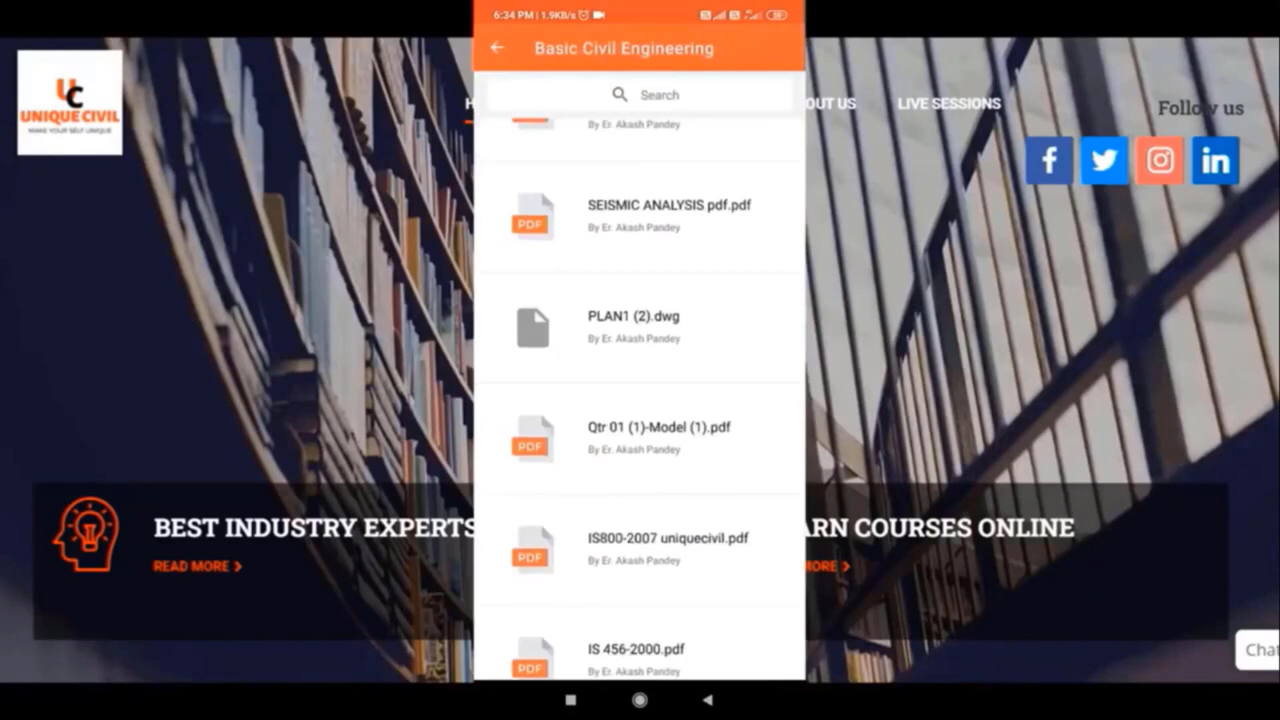 6:34 PM | 1.9KB/s
Basic Civil Engineering
Search
By Er. Akash Pandey
PDF
SEISMIC ANALYSIS pdf.pdf
By Er. Akash Pandey
PLAN1 (2).dwg
By Er. Akash Pandey
PDF
Qtr 01 (1)-Model (1).pdf
By Er. Akash Pandey
PDF
IS800-2007 uniquecivil.pdf
By Er. Akash Pandey
PDF
IS 456-2000.pdf
By Er. Akash Pandey
UC
UNIQUE CIVIL
MAKE YOUR SELF UNIQUE
H
OUT US
LIVE SESSIONS
Follow us
f
in
BEST INDUSTRY EXPERTS
READ MORE >
ARN COURSES ONLINE
MORE >
Chat